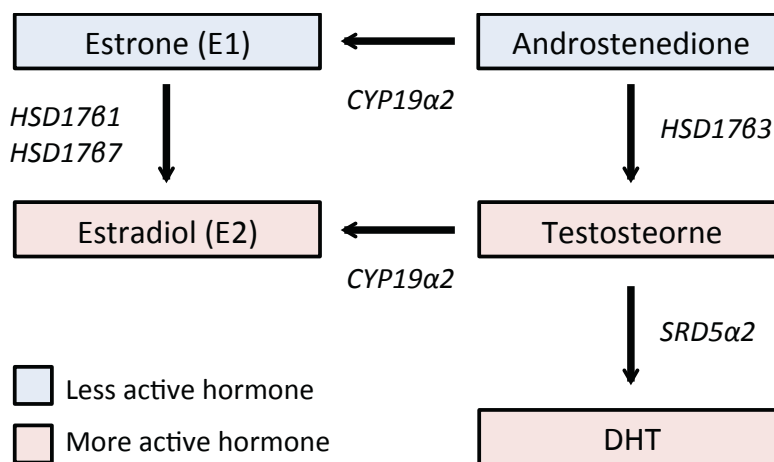 Estrone (E1)
Androstenedione
CYP19α2
HSD17β1
HSD17β7
HSD17β3
Estradiol (E2)
Testosteorne
CYP19α2
SRD5α2
Less active hormone
More active hormone
DHT